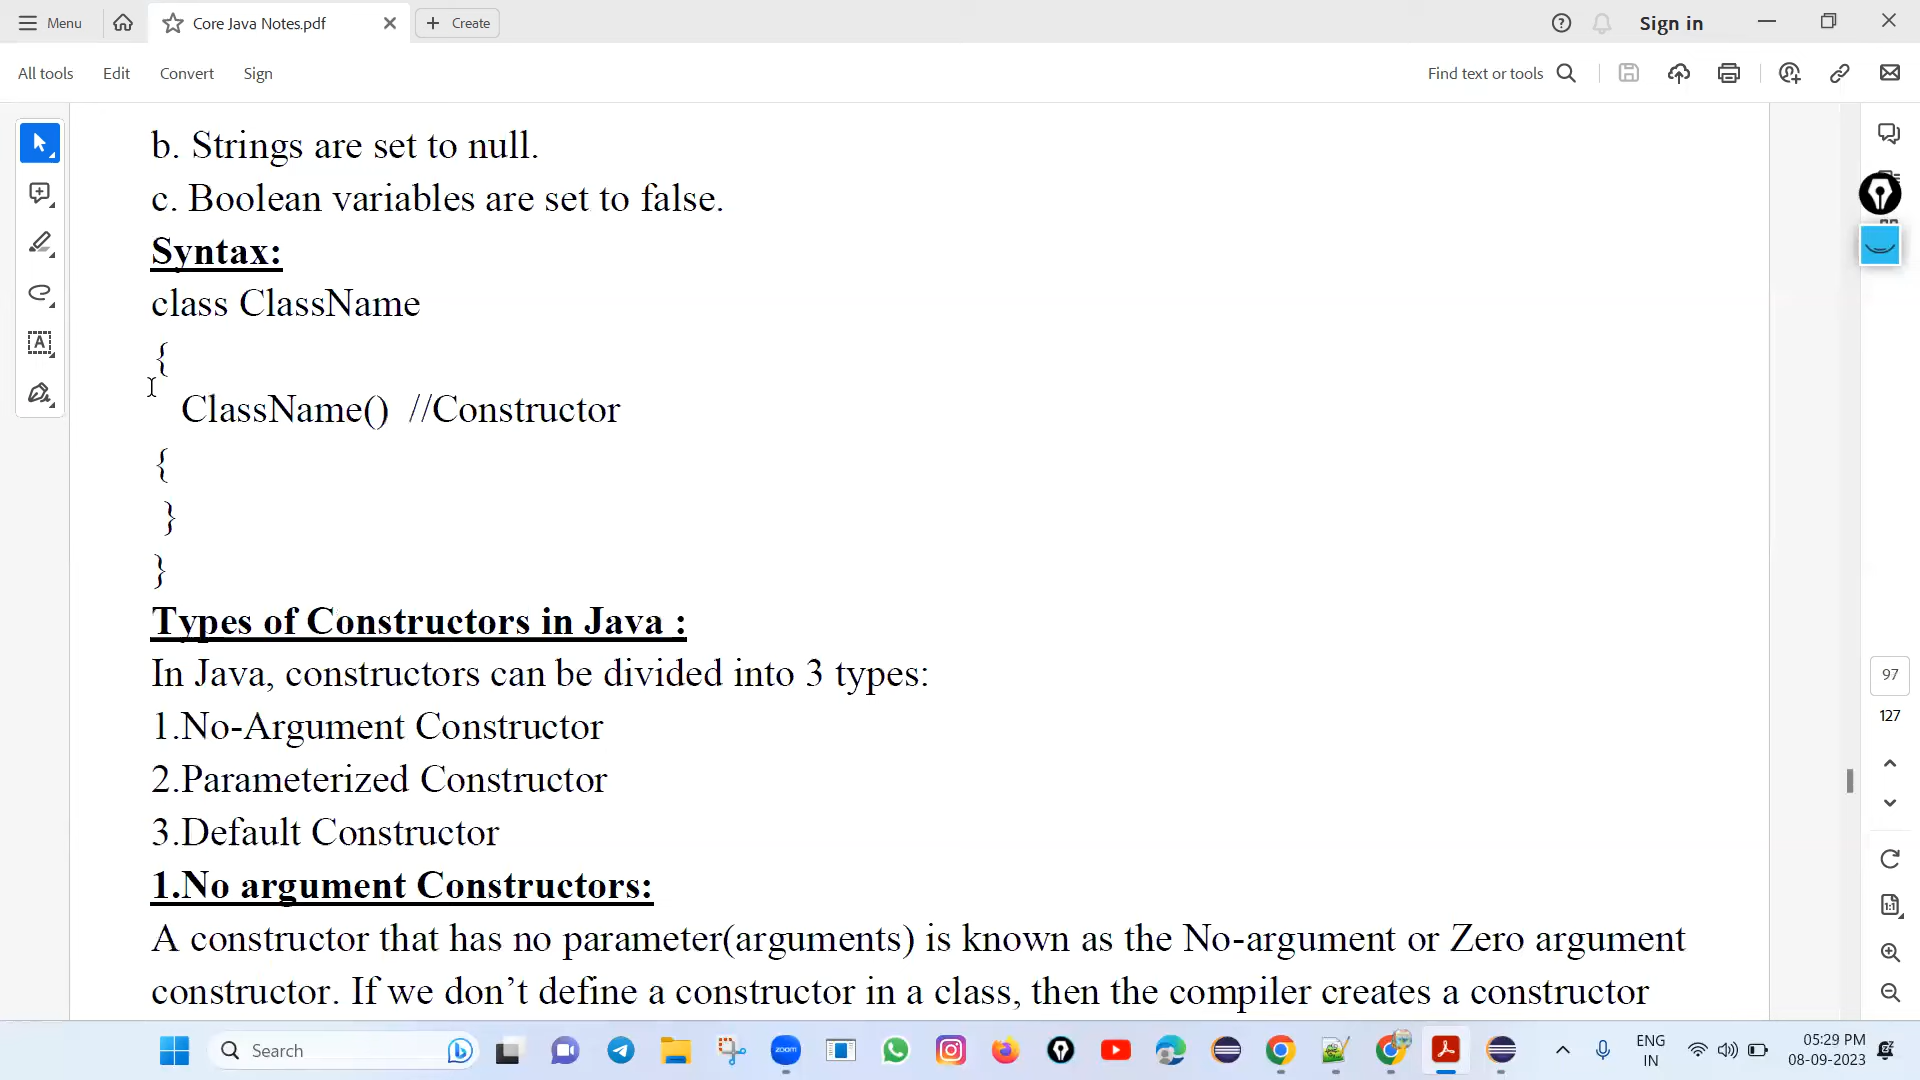 Menu
Core Java Notes.pdf
Create
Sign in
All tools
Edit
Convert
Sign
Find text or tools
b. Strings are set to null.
c. Boolean variables are set to false.
Syntax:
class ClassName
{
ClassName() //Constructor
{
}
}
Types of Constructors in Java :
In Java, constructors can be divided into 3 types:
1.No-Argument Constructor
2.Parameterized Constructor
3.Default Constructor
1.No argument Constructors:
A constructor that has no parameter(arguments) is known as the No-argument or Zero argument
constructor. If we don’t define a constructor in a class, then the compiler creates a constructor
97
127
Search
zoom
ENG
IN
05:29 PM
08-09-2023